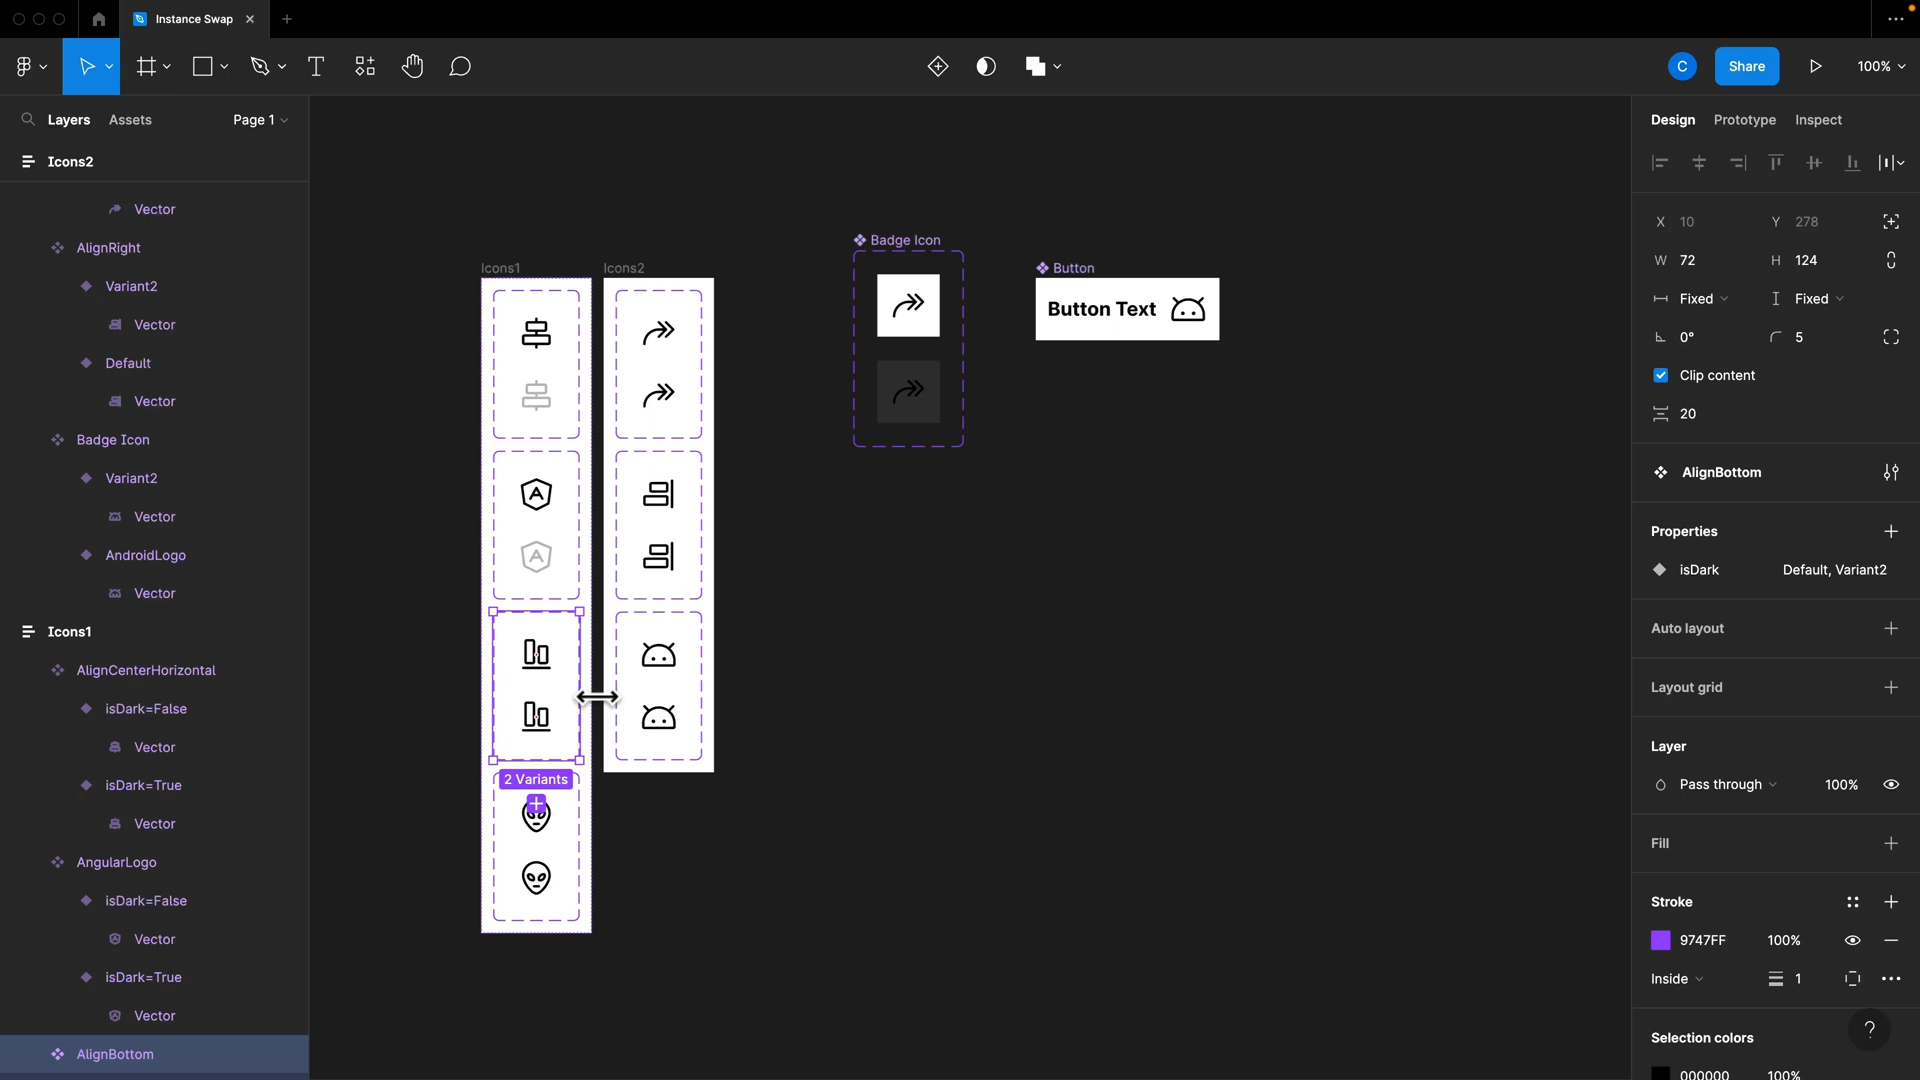 Instance Swap
C
Share
100%
Layers
Assets
Page 1
Icons2
Vector
AlignRight
Variant2
Vector
Default
Vector
Badge Icon
Variant2
Vector
AndroidLogo
Vector
Icons1
AlignCenterHorizontal
isDark=False
Vector
isDark=True
Vector
AngularLogo
isDark=False
Vector
isDark=True
Vector
AlignBottom
Icons1
Icons2
2 Variants
Badge Icon
Button
Button Text
Design
Prototype
Inspect
X 10
Y 278
W 72
H 124
Fixed
Fixed
0°
5
Clip content
20
AlignBottom
Properties
isDark
Default, Variant2
Auto layout
Layout grid
Layer
Pass through
100%
Fill
Stroke
9747FF
100%
Inside
1
?
Selection colors
000000
100%